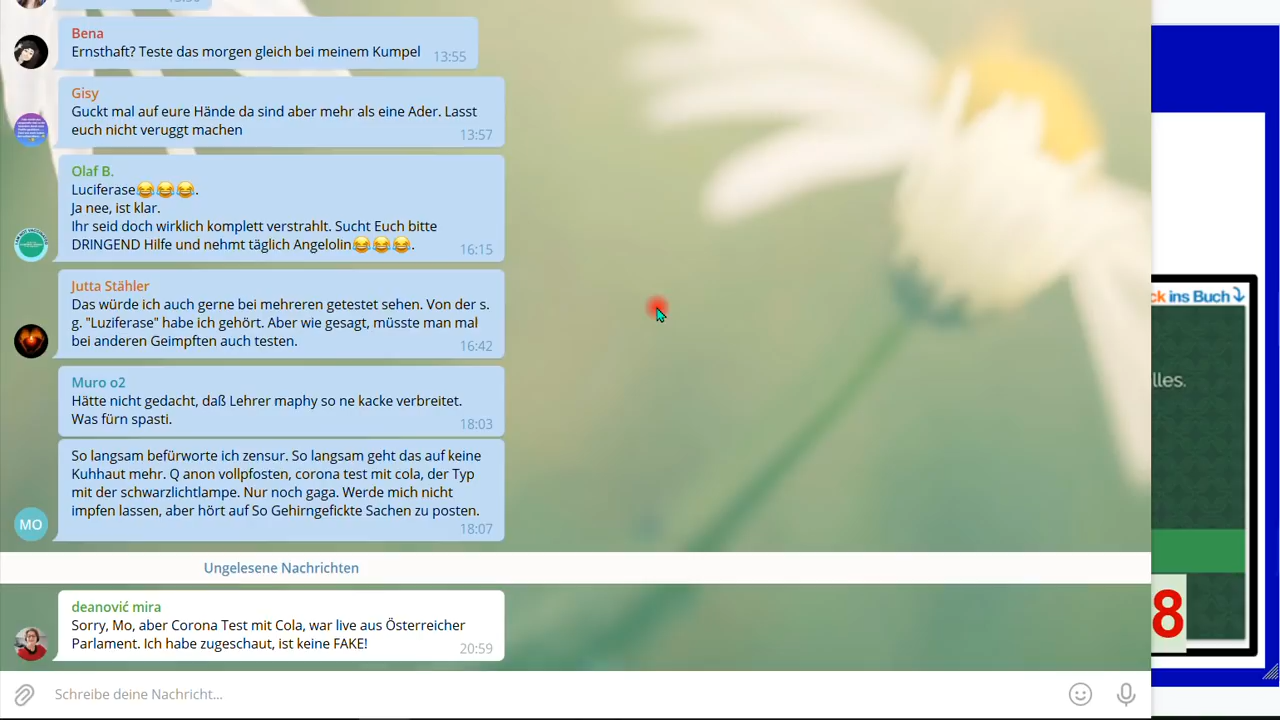 Bena
Ernsthaft? Teste das morgen gleich bei meinem Kumpel
13:55
Gisy
Guckt mal auf eure Hände da sind aber mehr als eine Ader. Lasst
euch nicht veruggt machen
13:57
Olaf B.
Luciferase😂😂😂.
Ja nee, ist klar.
Ihr seid doch wirklich komplett verstrahlt. Sucht Euch bitte
DRINGEND Hilfe und nehmt täglich Angelolin😂😂😂.
16:15
Jutta Stähler
Das würde ich auch gerne bei mehreren getestet sehen. Von der s.
g. "Luziferase" habe ich gehört. Aber wie gesagt, müsste man mal
bei anderen Geimpften auch testen.
16:42
Muro o2
Hätte nicht gedacht, daß Lehrer maphy so ne kacke verbreitet.
Was fürn spasti.
18:03
So langsam befürworte ich zensur. So langsam geht das auf keine
Kuhhaut mehr. Q anon vollpfosten, corona test mit cola, der Typ
mit der schwarzlichtlampe. Nur noch gaga. Werde mich nicht
impfen lassen, aber hört auf So Gehirngefickte Sachen zu posten.
18:07
MO
Ungelesene Nachrichten
deanović mira
Sorry, Mo, aber Corona Test mit Cola, war live aus Österreicher
Parlament. Ich habe zugeschaut, ist keine FAKE!
20:59
Schreibe deine Nachricht...
ck ins Buch
lles.
8